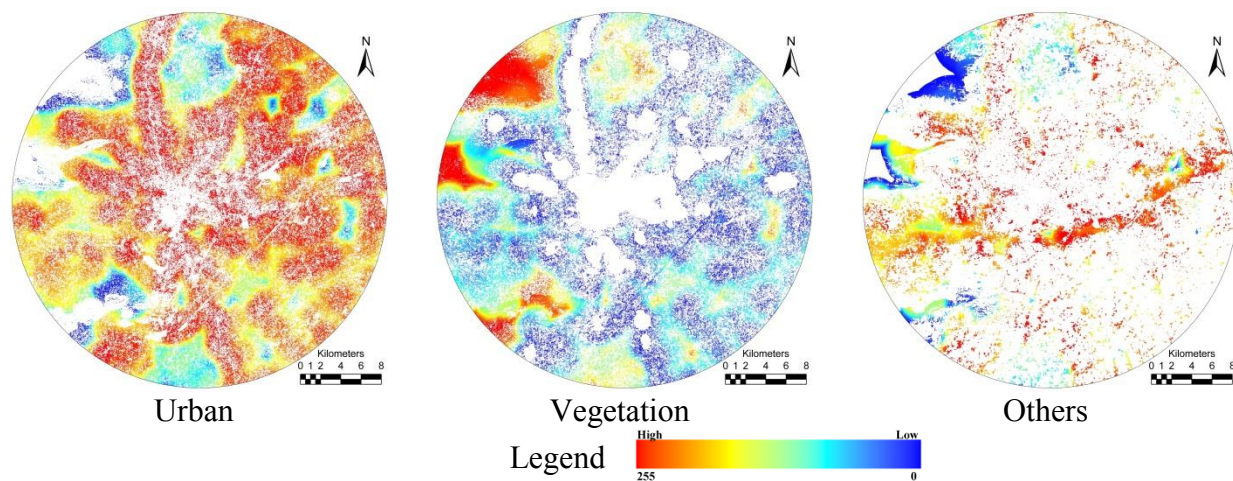 N
Kilometers
0 1 2 4 6 8
Urban
N
Kilometers
0 1 2 4 6 8
Vegetation
N
Kilometers
0 1 2 4 6 8
Others
Legend
High Low
255 0